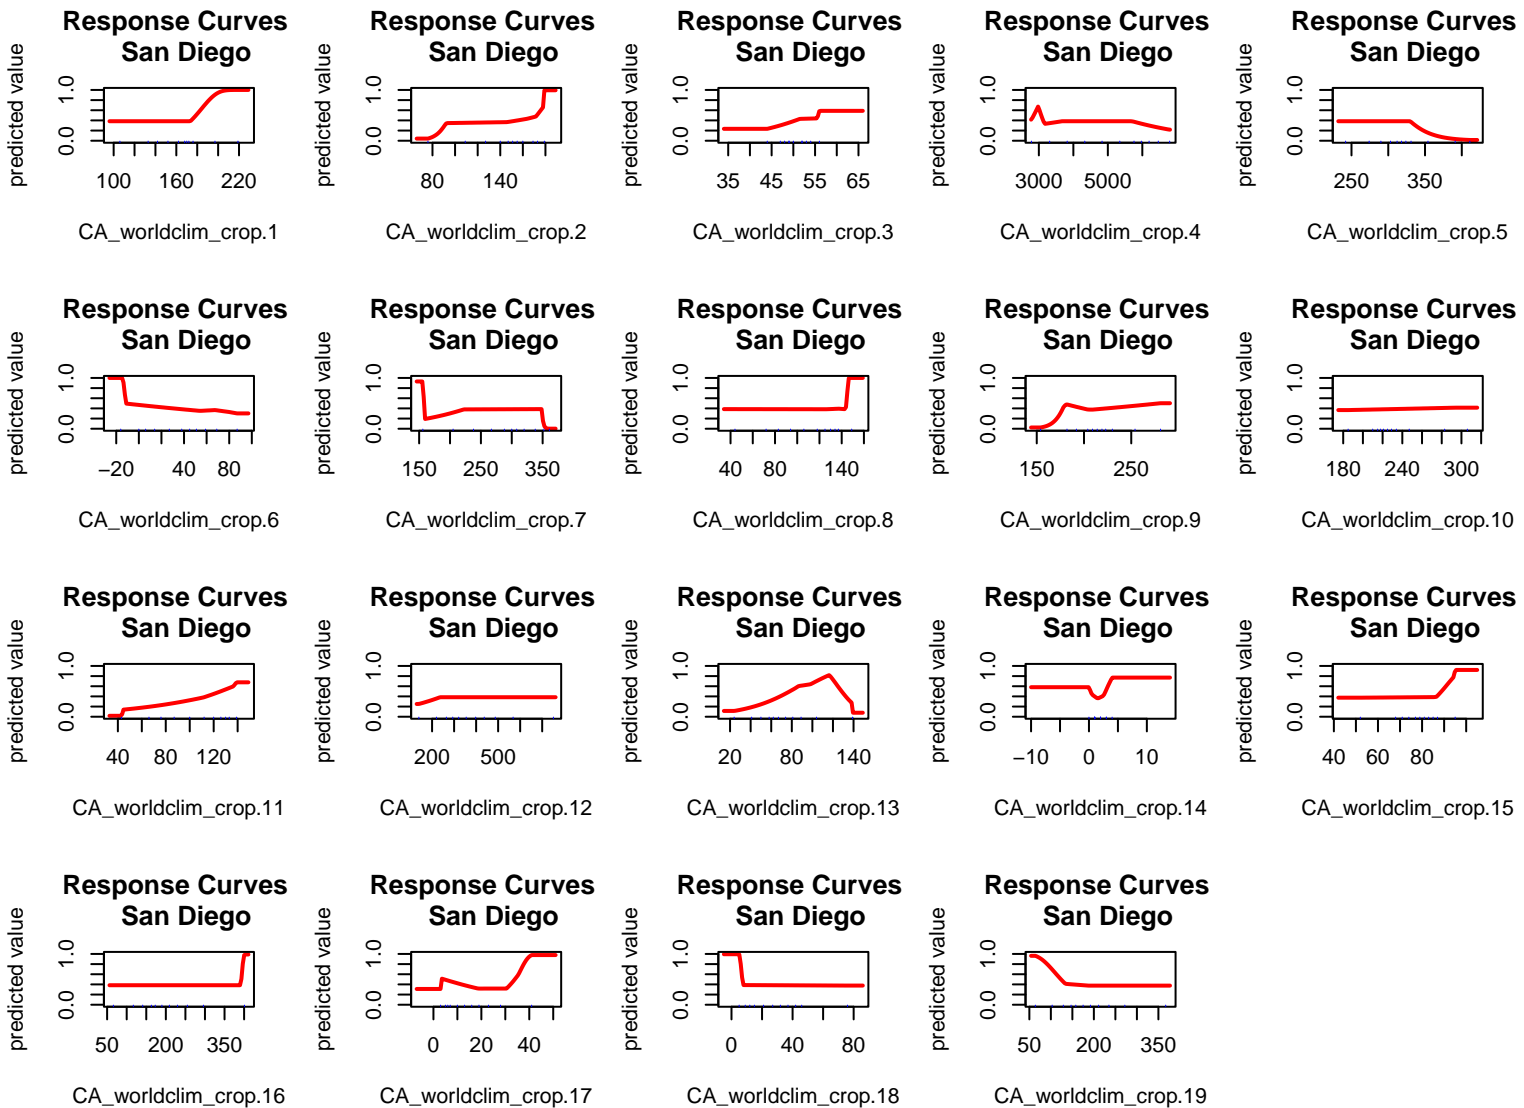 Response Curves
San Diego
predicted value
0.0 1.0
100 160 220
CA_worldclim_crop.1
Response Curves
San Diego
predicted value
0.0 1.0
80 140
CA_worldclim_crop.2
Response Curves
San Diego
predicted value
0.0 1.0
35 45 55 65
CA_worldclim_crop.3
Response Curves
San Diego
predicted value
0.0 1.0
3000 5000
CA_worldclim_crop.4
Response Curves
San Diego
predicted value
0.0 1.0
250 350
CA_worldclim_crop.5
Response Curves
San Diego
predicted value
0.0 1.0
−20 40 80
CA_worldclim_crop.6
Response Curves
San Diego
predicted value
0.0 1.0
150 250 350
CA_worldclim_crop.7
Response Curves
San Diego
predicted value
0.0 1.0
40 80 140
CA_worldclim_crop.8
Response Curves
San Diego
predicted value
0.0 1.0
150 250
CA_worldclim_crop.9
Response Curves
San Diego
predicted value
0.0 1.0
180 240 300
CA_worldclim_crop.10
Response Curves
San Diego
predicted value
0.0 1.0
40 80 120
CA_worldclim_crop.11
Response Curves
San Diego
predicted value
0.0 1.0
200 500
CA_worldclim_crop.12
Response Curves
San Diego
predicted value
0.0 1.0
20 80 140
CA_worldclim_crop.13
Response Curves
San Diego
predicted value
0.0 1.0
−10 0 10
CA_worldclim_crop.14
Response Curves
San Diego
predicted value
0.0 1.0
40 60 80
CA_worldclim_crop.15
Response Curves
San Diego
predicted value
0.0 1.0
50 200 350
CA_worldclim_crop.16
Response Curves
San Diego
predicted value
0.0 1.0
0 20 40
CA_worldclim_crop.17
Response Curves
San Diego
predicted value
0.0 1.0
0 40 80
CA_worldclim_crop.18
Response Curves
San Diego
predicted value
0.0 1.0
50 200 350
CA_worldclim_crop.19